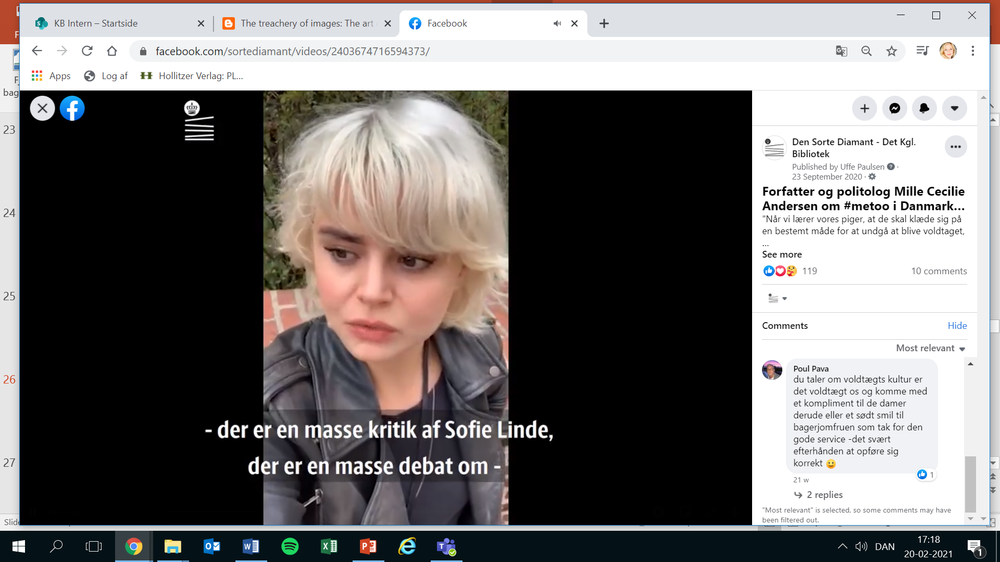 KB Intern – Startside
The treachery of images: The art
Facebook
facebook.com/sortediamant/videos/2403674716594373/
Apps
Log af
Hollitzer Verlag: PL...
bag
23
24
25
26
27
Den Sorte Diamant - Det Kgl.
Bibliotek
Published by Uffe Paulsen
23 September 2020 ·
Forfatter og politolog Mille Cecilie
Andersen om #metoo i Danmark...
"Når vi lærer vores piger, at de skal klæde sig på
en bestemt måde for at undgå at blive voldtaget,
...
See more
119
10 comments
Comments
Hide
Most relevant
Poul Pava
du taler om voldtægts kultur er
det voldtægt os og komme med
et kompliment til de damer
derude eller et sødt smil til
bagerjomfruen som tak for den
gode service -det svært
efterhånden at opføre sig
korrekt 🙂
1
21 w
2 replies
"Most relevant" is selected, so some comments may have
been filtered out.
- der er en masse kritik af Sofie Linde,
der er en masse debat om -
Slide
DAN
17:18
20-02-2021
1